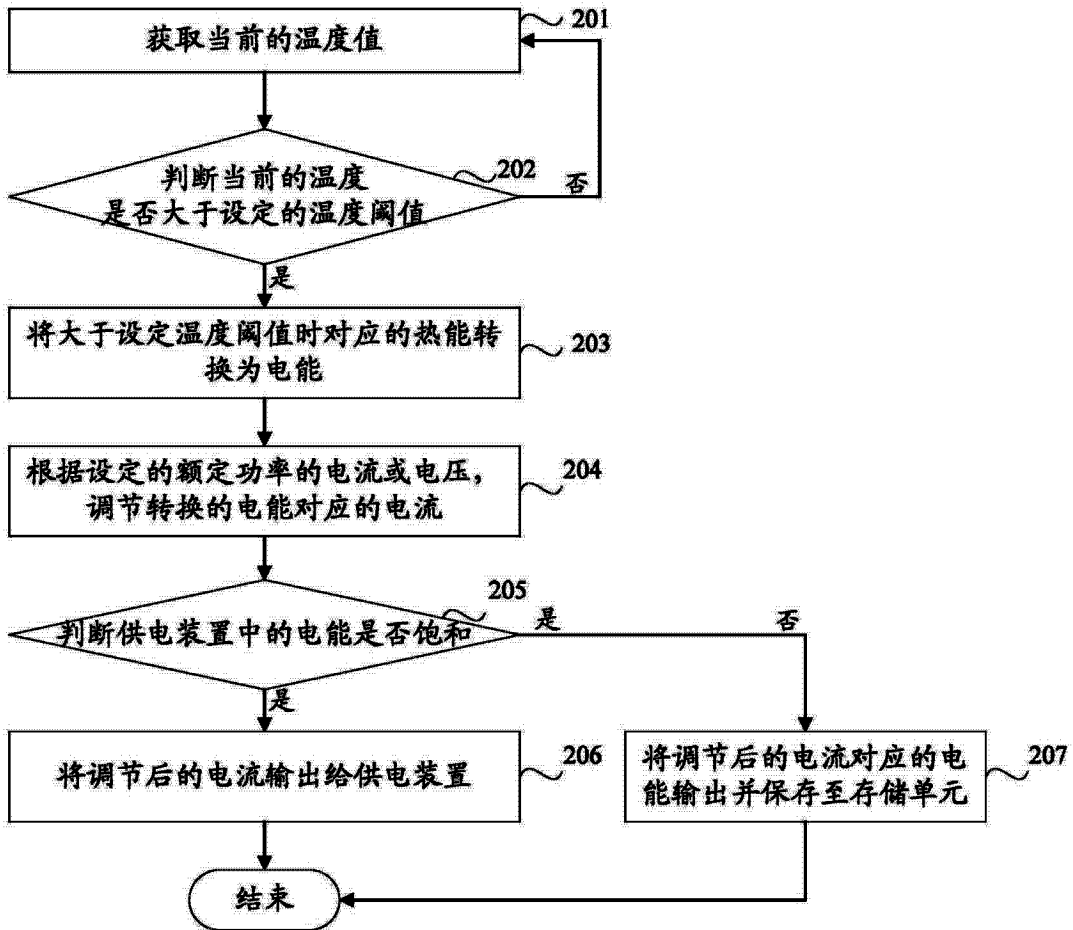 获取当前的温度值
201
判断当前的温度
是否大于设定的温度阈值
202
否
是
将大于设定温度阈值时对应的热能转
换为电能
203
根据设定的额定功率的电流或电压,
调节转换的电能对应的电流
204
判断供电装置中的电能是否饱和
205
是
否
是
将调节后的电流输出给供电装置
206
将调节后的电流对应的电
能输出并保存至存储单元
207
结束